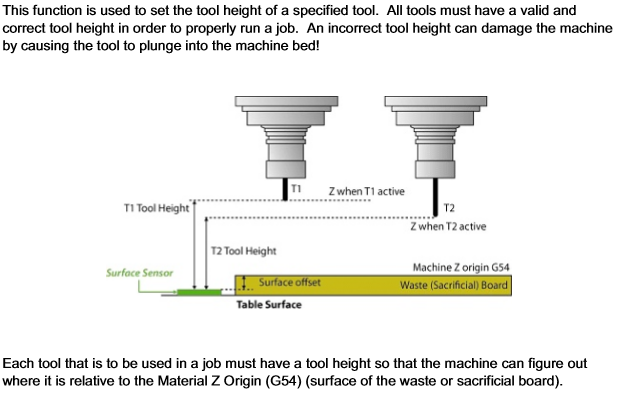 This function is used to set the tool height of a specified tool.  All tools must have a valid and
correct tool height in order to properly run a job.  An incorrect tool height can damage the machine
by causing the tool to plunge into the machine bed!
T1
Z when T1 active
T1 Tool Height
T2
Z when T2 active
T2 Tool Height
Surface Sensor
Machine Z origin G54
Surface offset
Waste (Sacrificial) Board
Table Surface
Each tool that is to be used in a job must have a tool height so that the machine can figure out
where it is relative to the Material Z Origin (G54) (surface of the waste or sacrificial board).